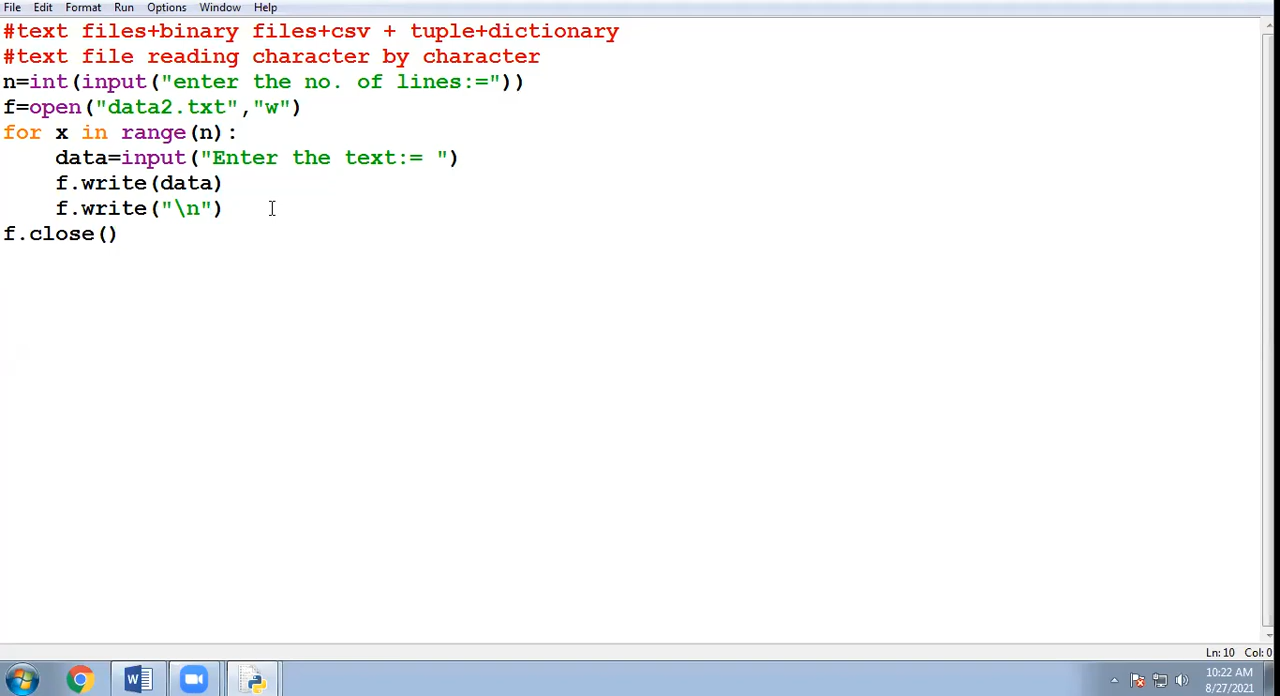 File Edit Format Run Options Window Help
#text files+binary files+csv + tuple+dictionary
#text file reading character by character
n=int(input("enter the no. of lines:="))
f=open("data2.txt","w")
for x in range(n):
    data=input("Enter the text:= ")
    f.write(data)
    f.write("\n")
f.close()
Ln: 10 Col: 0
10:22 AM
8/27/2021